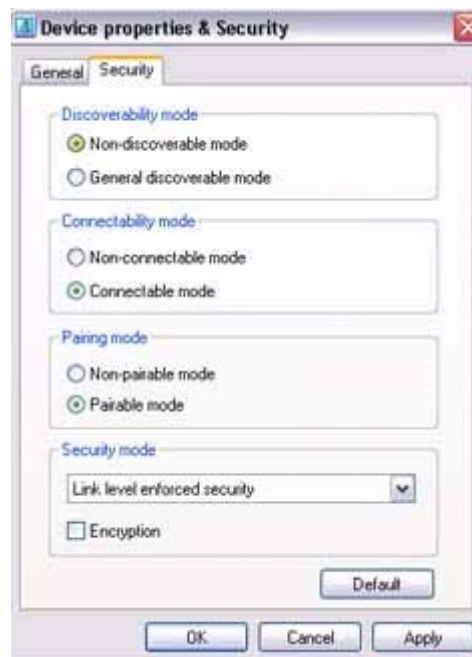 Device properties & Security
General Security
Discoverability mode
Non-discoverable mode
General discoverable mode
Connectability mode
Non-connectable mode
Connectable mode
Pairing mode
Non-pairable mode
Pairable mode
Security mode
Link level enforced security
Encryption
Default
OK Cancel Apply